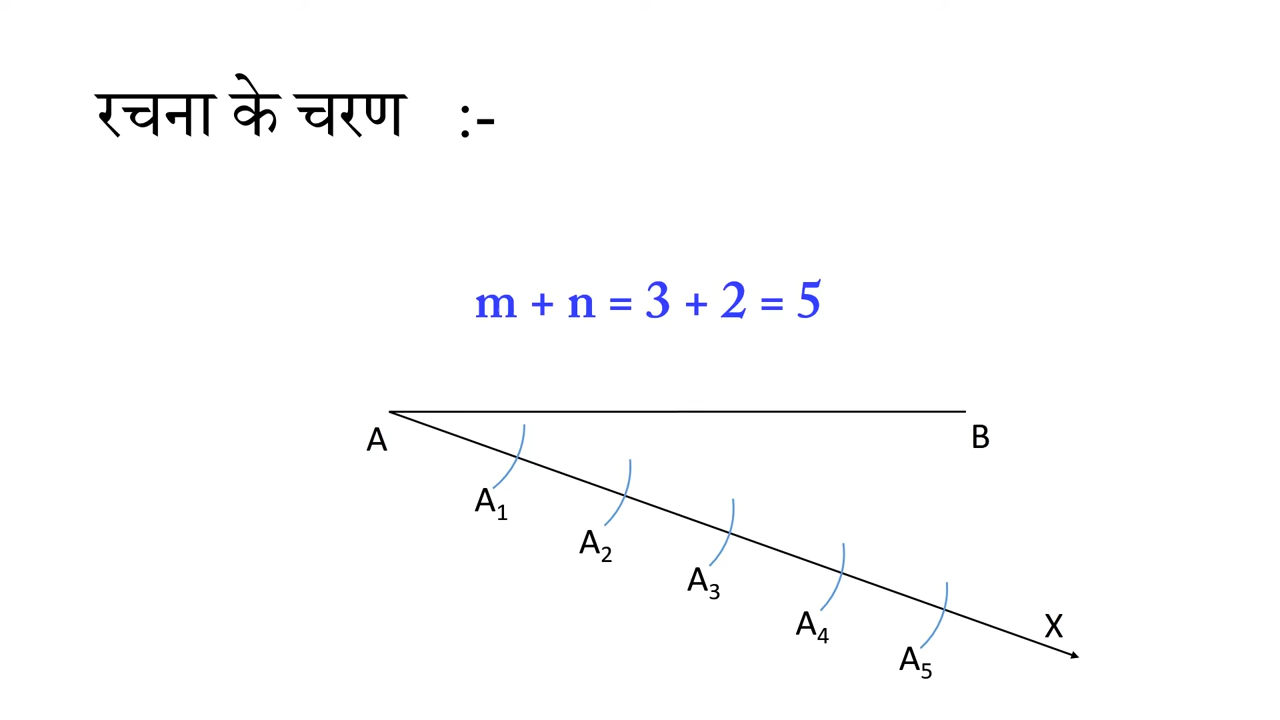 रचना के चरण :-
m + n = 3 + 2 = 5
A
B
A₁
A₂
A₃
A₄
X
A₅